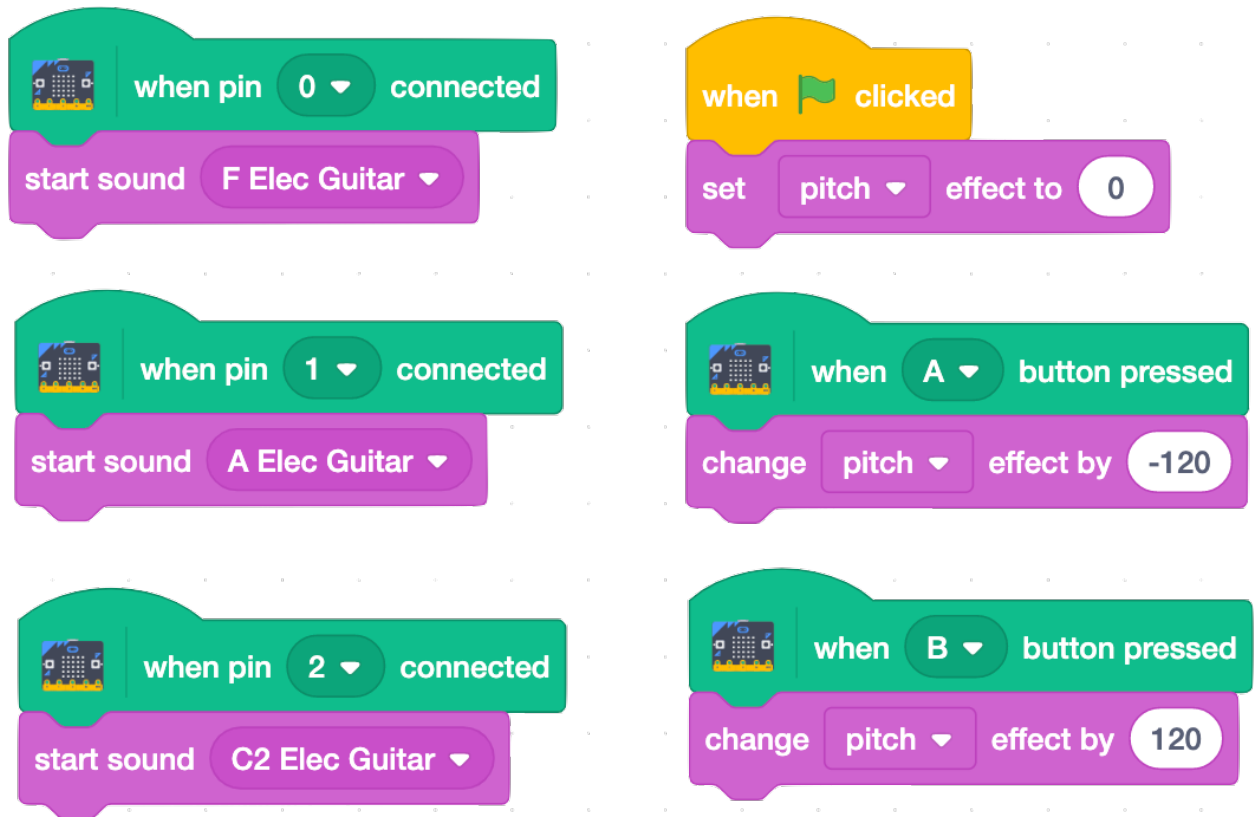 when pin 0 connected
start sound F Elec Guitar
when pin 1 connected
start sound A Elec Guitar
when pin 2 connected
start sound C2 Elec Guitar
when clicked
set pitch effect to 0
when A button pressed
change pitch effect by -120
when B button pressed
change pitch effect by 120